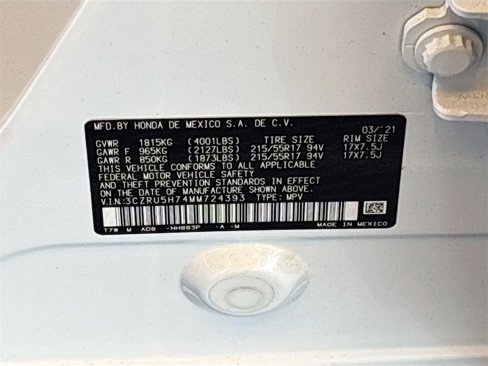 MFD.BY HONDA DE MEXICO S.A. DE C.V. 03/'21
GVWR 1815KG (4001LBS) TIRE SIZE RIM SIZE
GAWR F 965KG (2127LBS) 215/55R17 94V 17X7.5J
GAWR R 850KG (1873LBS) 215/55R17 94V 17X7.5J
THIS VEHICLE CONFORMS TO ALL APPLICABLE
FEDERAL MOTOR VEHICLE SAFETY AND
THEFT PREVENTION STANDARDS IN EFFECT
ON THE DATE OF MANUFACTURE SHOWN ABOVE.
V.I.N.:3CZRU5H74MM724393 TYPE: MPV
T7W M AD8 -NH883P -A -M MADE IN MEXICO